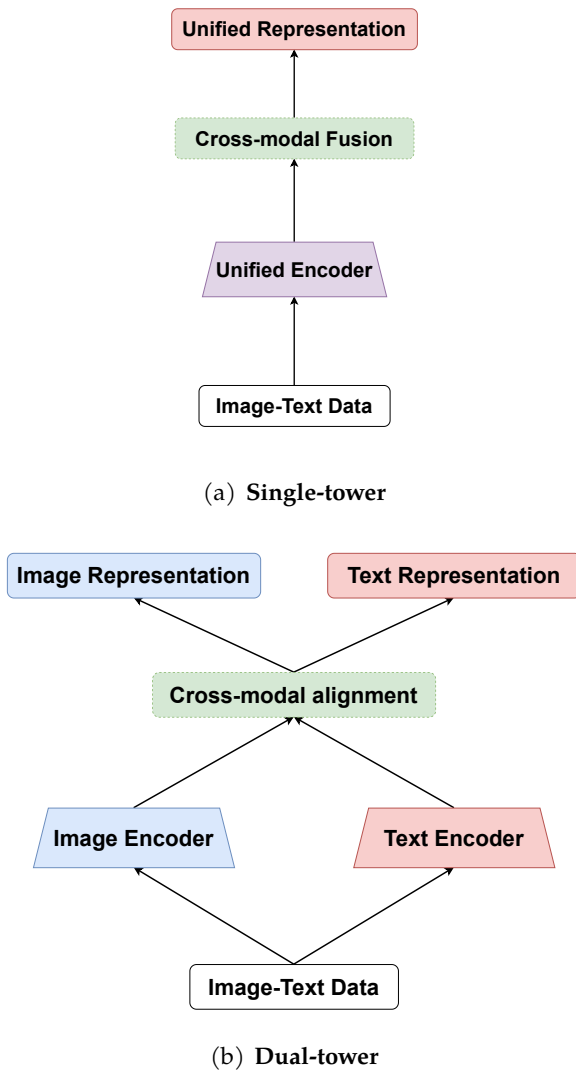 Unified Representation
Cross-modal Fusion
Unified Encoder
Image-Text Data
(a) Single-tower
Image Representation
Text Representation
Cross-modal alignment
Image Encoder
Text Encoder
Image-Text Data
(b) Dual-tower